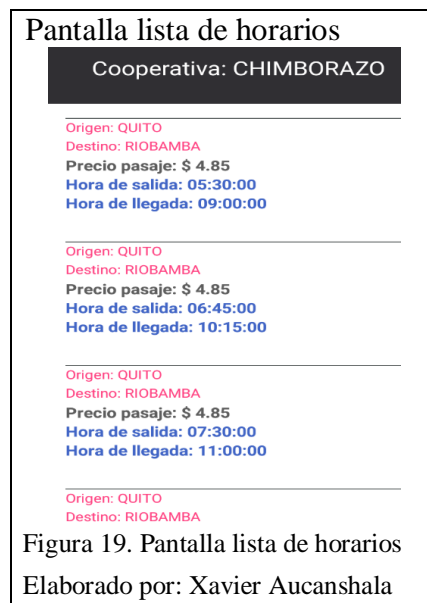 Pantalla lista de horarios
Cooperativa: CHIMBORAZO
Origen: QUITO
Destino: RIOBAMBA
Precio pasaje: $ 4.85
Hora de salida: 05:30:00
Hora de llegada: 09:00:00
Origen: QUITO
Destino: RIOBAMBA
Precio pasaje: $ 4.85
Hora de salida: 06:45:00
Hora de llegada: 10:15:00
Origen: QUITO
Destino: RIOBAMBA
Precio pasaje: $ 4.85
Hora de salida: 07:30:00
Hora de llegada: 11:00:00
Origen: QUITO
Destino: RIOBAMBA
Figura 19. Pantalla lista de horarios
Elaborado por: Xavier Aucanshala